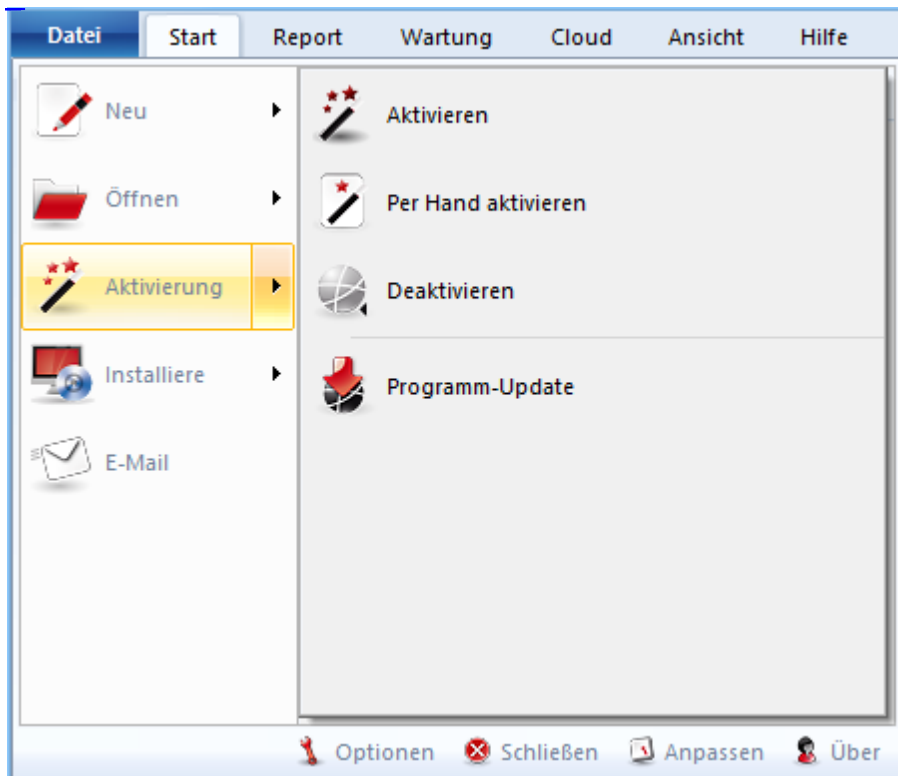 Datei Start Report Wartung Cloud Ansicht Hilfe
Neu
Öffnen
Aktivierung
Installiere
E-Mail
Aktivieren
Per Hand aktivieren
Deaktivieren
Programm-Update
Optionen Schließen Anpassen Über